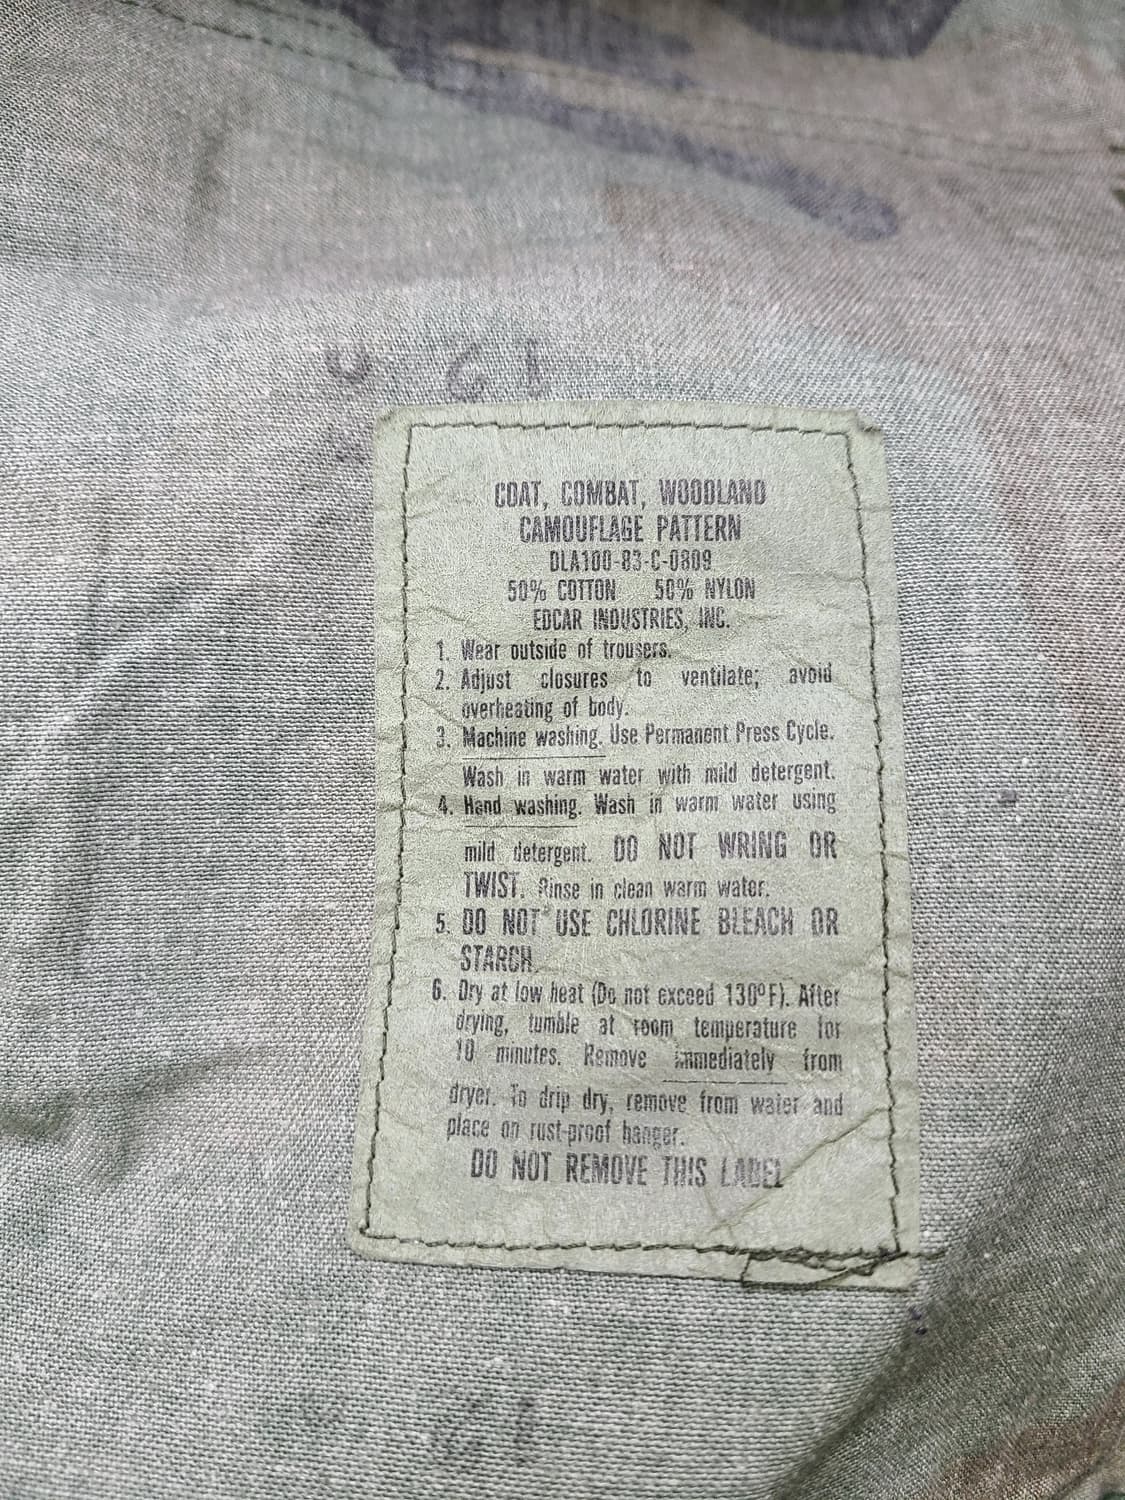 COAT, COMBAT, WOODLAND
CAMOUFLAGE PATTERN
DLA100-83-C-0809
50% COTTON 50% NYLON
EDCAR INDUSTRIES, INC.
1. Wear outside of trousers.
2. Adjust closures to ventilate; avoid
overheating of body.
3. Machine washing. Use Permanent Press Cycle.
Wash in warm water with mild detergent.
4. Hand washing. Wash in warm water using
mild detergent. DO NOT WRING OR
TWIST. Rinse in clean warm water.
5. DO NOT USE CHLORINE BLEACH OR
STARCH.
6. Dry at low heat (Do not exceed 130°F). After
drying, tumble at room temperature for
10 minutes. Remove immediately from
dryer. To drip dry, remove from water and
place on rust-proof hanger.
DO NOT REMOVE THIS LABEL